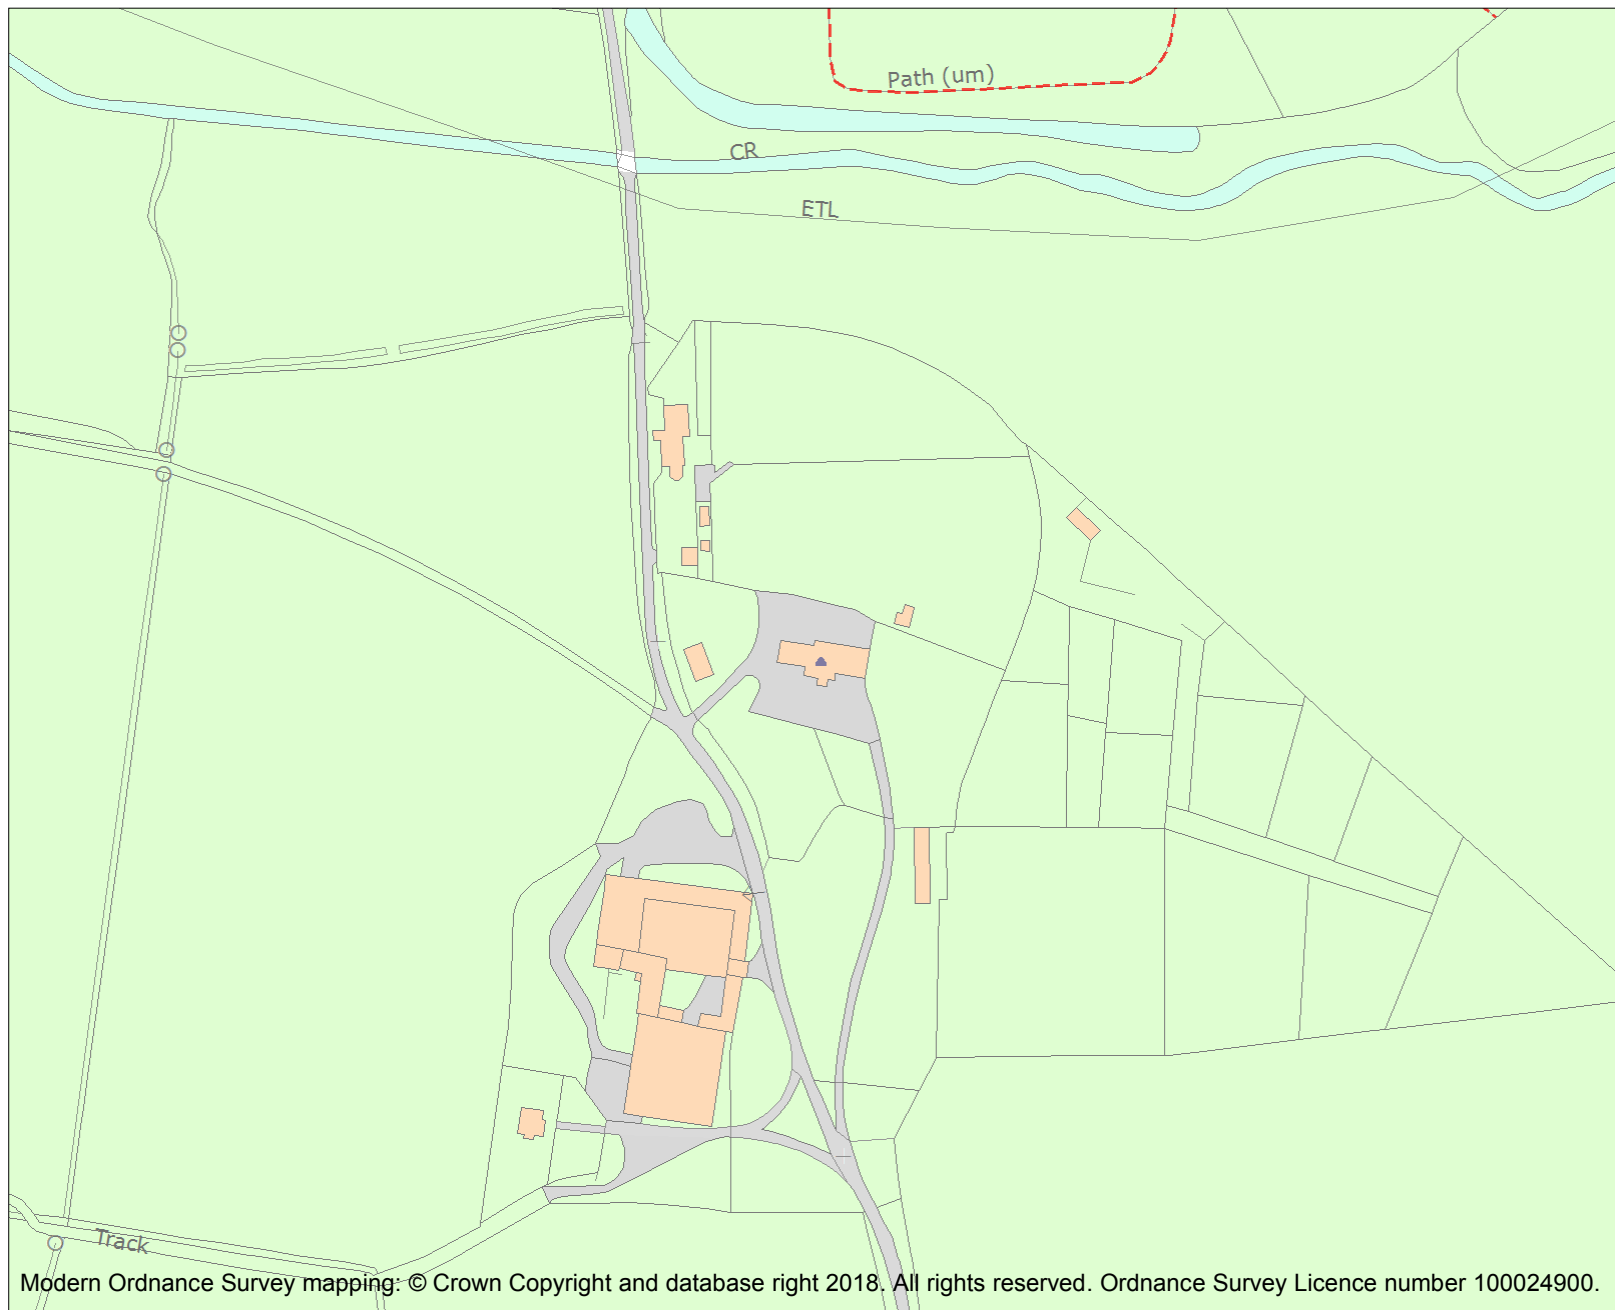 Path (um)
CR
ETL
Track
Modern Ordnance Survey mapping: © Crown Copyright and database right 2018. All rights reserved. Ordnance Survey Licence number 100024900.